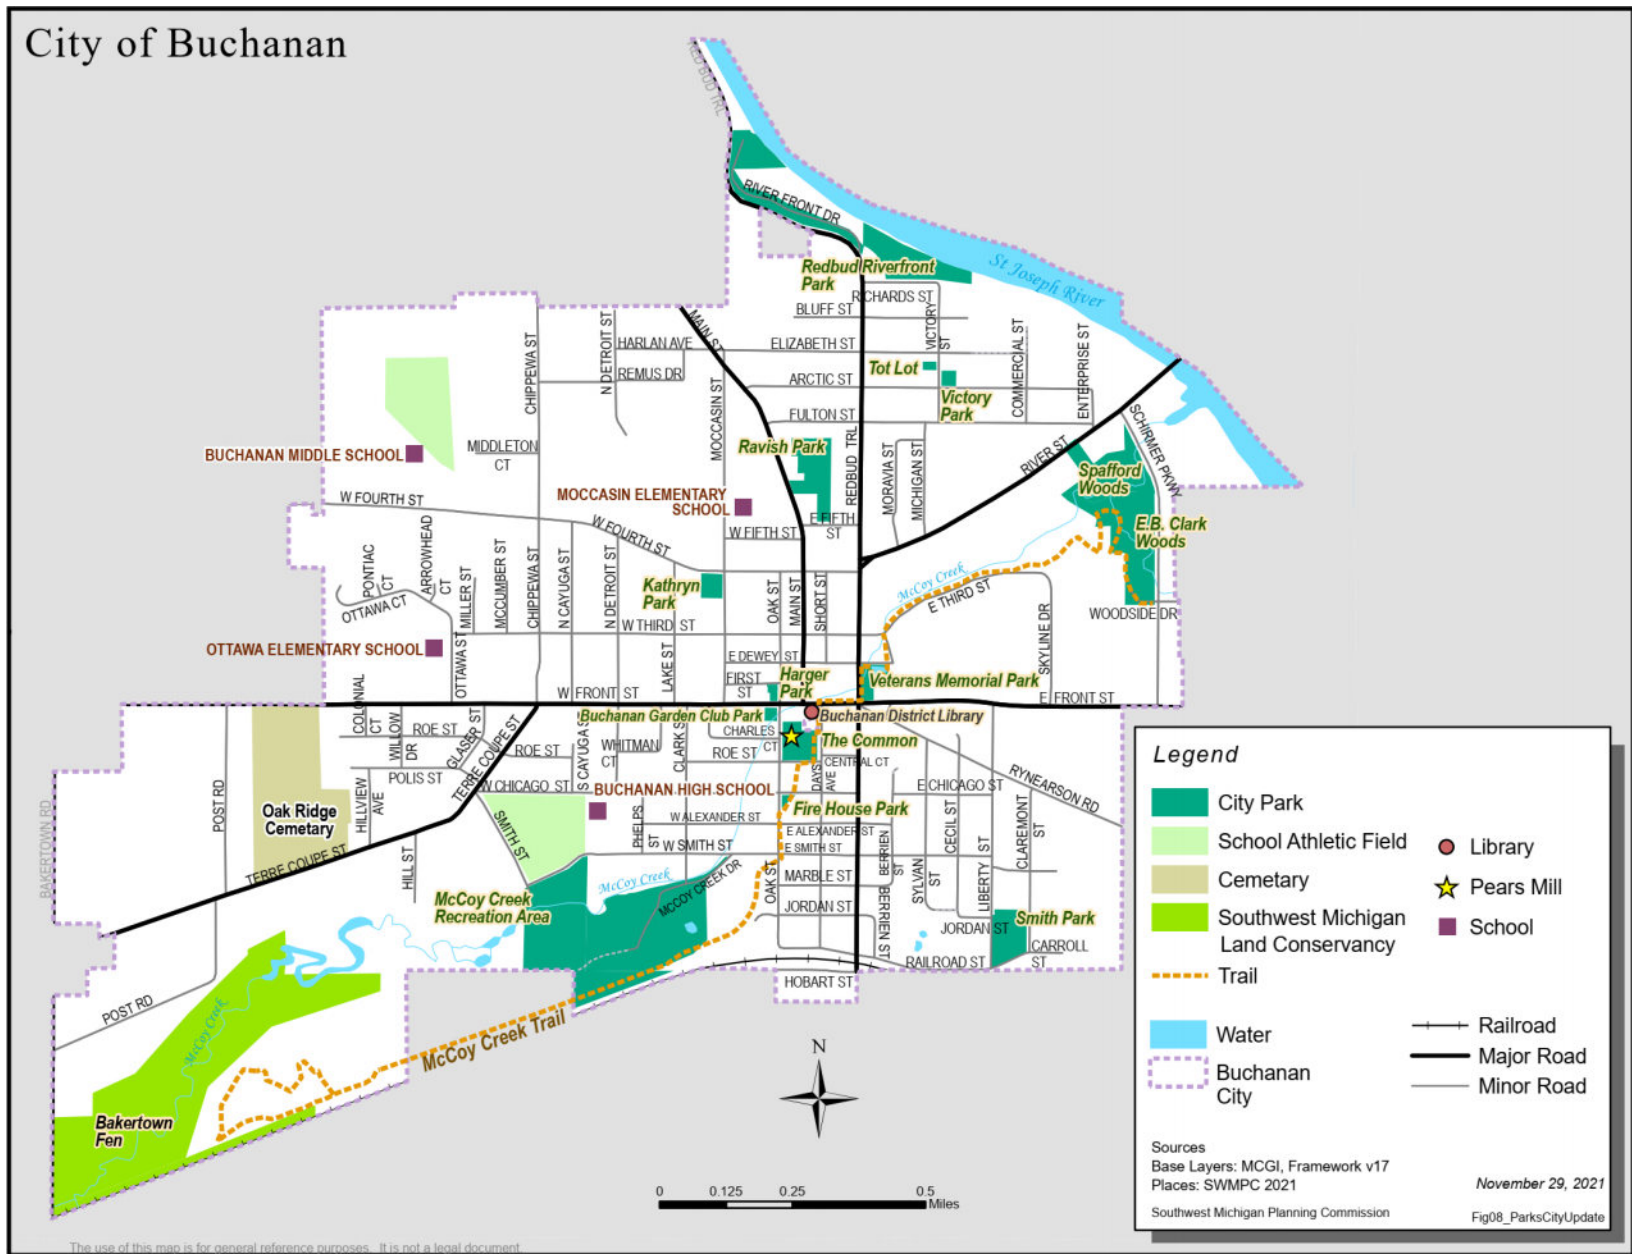 City of Buchanan
RED BUD TRL
RIVER FRONT DR
St Joseph River
Redbud Riverfront
Park
RICHARDS ST
BLUFF ST
VICTORY
ST
MAIN ST
CHIPPEWA ST
N DETROIT ST
HARLAN AVE
ELIZABETH ST
COMMERCIAL ST
ENTERPRISE ST
REMUS DR
Tot Lot
ARCTIC ST
Victory
Park
MOCCASIN ST
FULTON ST
SCHIRMER PKWY
REDBUD TRL
MORAVIA ST
MICHIGAN ST
RIVER ST
MIDDLETON
CT
Ravish Park
BUCHANAN MIDDLE SCHOOL
Spafford
Woods
W FOURTH ST
MOCCASIN ELEMENTARY
SCHOOL
W FOURTH ST
W FIFTH ST
E FIFTH
ST
E.B. Clark
Woods
PONTIAC
CT
ARROWHEAD
CT
OTTAWA CT
MILLER ST
MCCUMBER ST
CHIPPEWA ST
N CAYUGA ST
N DETROIT ST
Kathryn
Park
OAK ST
MAIN ST
SHORT ST
McCoy Creek
E THIRD ST
SKYLINE DR
WOODSIDE DR
W THIRD ST
OTTAWA ELEMENTARY SCHOOL
OTTAWA ST
LAKE ST
E DEWEY ST
FIRST
ST
Harger
Park
Veterans Memorial Park
COLONIAL
CT
W FRONT ST
E FRONT ST
Buchanan Garden Club Park
Buchanan District Library
POST RD
WILLOW
DR
ROE ST
GLASER ST
TERRE COUPE ST
ROE ST
S CAYUGA ST
WHITMAN
CT
CLARK S
CHARLES
CT
ROE ST
The Common
CENTRAL CT
DAYS
AVE
RYNEARSON RD
POLIS ST
HILLVIEW
AVE
W CHICAGO ST
BUCHANAN HIGH SCHOOL
E CHICAGO ST
BAKERTOWN RD
Oak Ridge
Cemetery
SMITH ST
PHELPS
ST
W ALEXANDER ST
Fire House Park
E ALEXANDER ST
W SMITH ST
E SMITH ST
BERRIEN
ST
CECIL ST
CLAREMONT
ST
TERRE COUPE ST
HILL ST
McCoy Creek
MCCOY CREEK DR
OAK ST
MARBLE ST
SYLVAN
ST
LIBERTY ST
McCoy Creek
Recreation Area
JORDAN ST
BERRIEN ST
JORDAN ST
Smith Park
CARROLL
ST
RAILROAD ST
HOBART ST
POST RD
McCoy Creek
McCoy Creek Trail
Bakertown
Fen
N
0 0.125 0.25 0.5
Miles
Legend
City Park
School Athletic Field
Cemetary
Southwest Michigan
Land Conservancy
Trail
Water
Buchanan
City
Library
Pears Mill
School
Railroad
Major Road
Minor Road
Sources
Base Layers: MCGI, Framework v17
Places: SWMPC 2021
November 29, 2021
Southwest Michigan Planning Commission
Fig08_ParksCityUpdate
The use of this map is for general reference purposes. It is not a legal document.